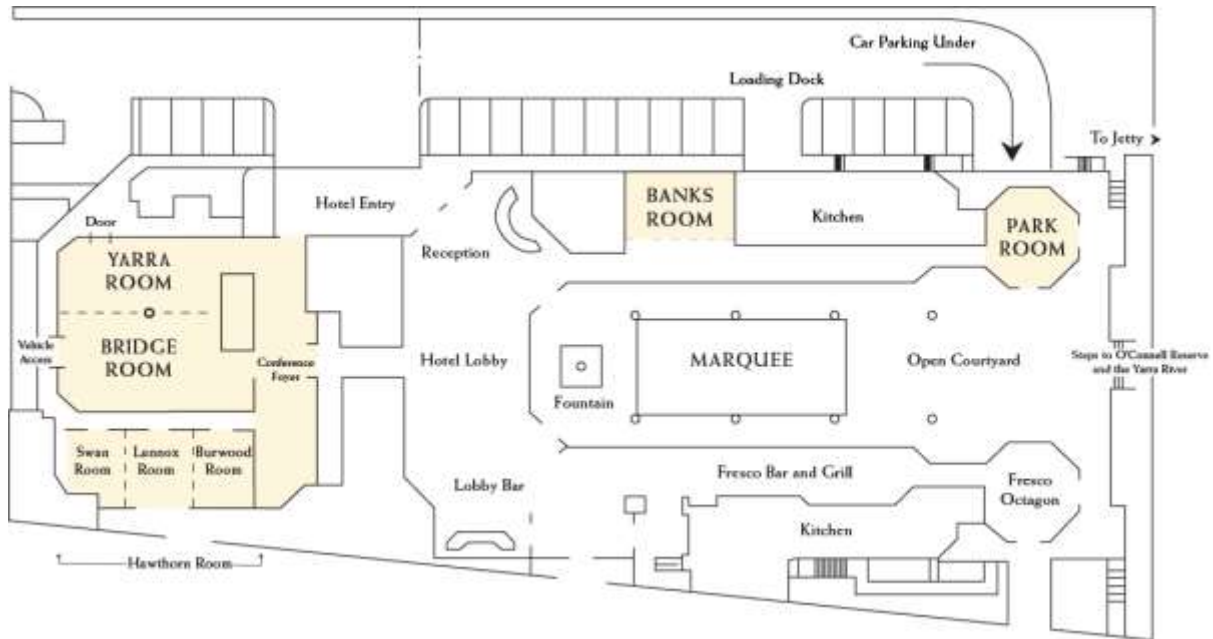 Car Parking Under
Loading Dock
To Jetty
Hotel Entry
BANKS
ROOM
Kitchen
PARK
ROOM
Door
Reception
YARRA
ROOM
Vehicle
Access
BRIDGE
ROOM
Conference
Foyer
Hotel Lobby
Fountain
MARQUEE
Open Courtyard
Steps to O'Connell Reserve
and the Yarra River
Swan
Room
Lennox
Room
Burwood
Room
Lobby Bar
Fresco Bar and Grill
Fresco
Octagon
Kitchen
Hawthorn Room